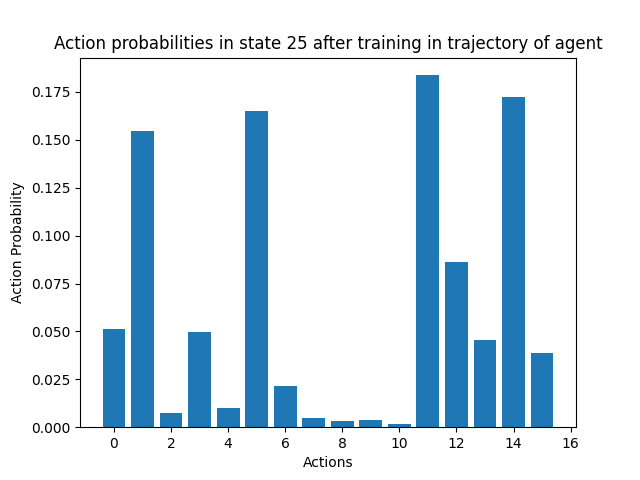 Action probabilities in state 25 after training in trajectory of agent
0.175
0.150
0.125
0.100
0.075
0.050
0.025
0.000
Action Probability
0 2 4 6 8 10 12 14 16
Actions